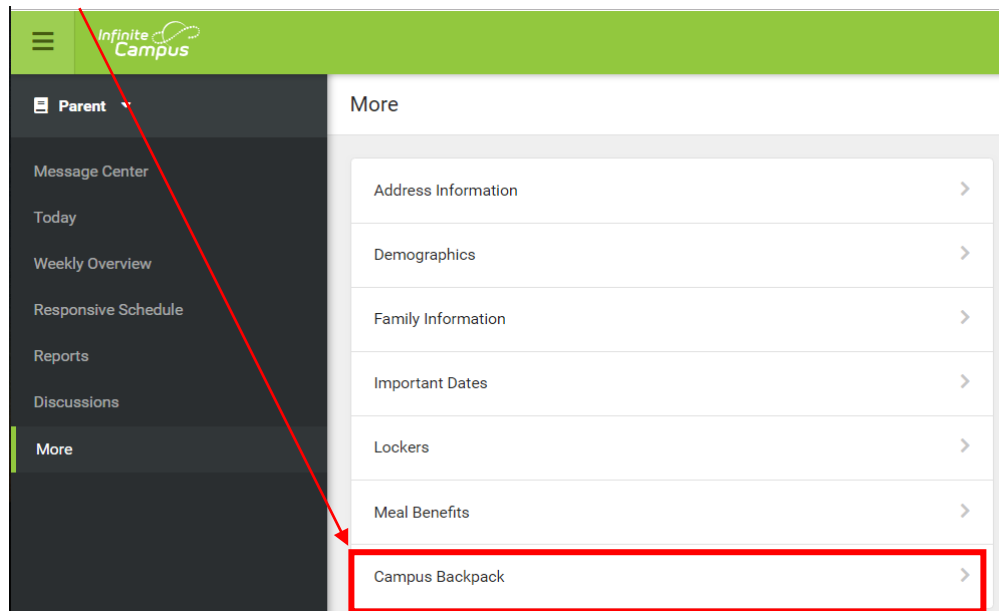 Infinite
Campus
Parent
More
Message Center
Today
Weekly Overview
Responsive Schedule
Reports
Discussions
More
Address Information
Demographics
Family Information
Important Dates
Lockers
Meal Benefits
Campus Backpack